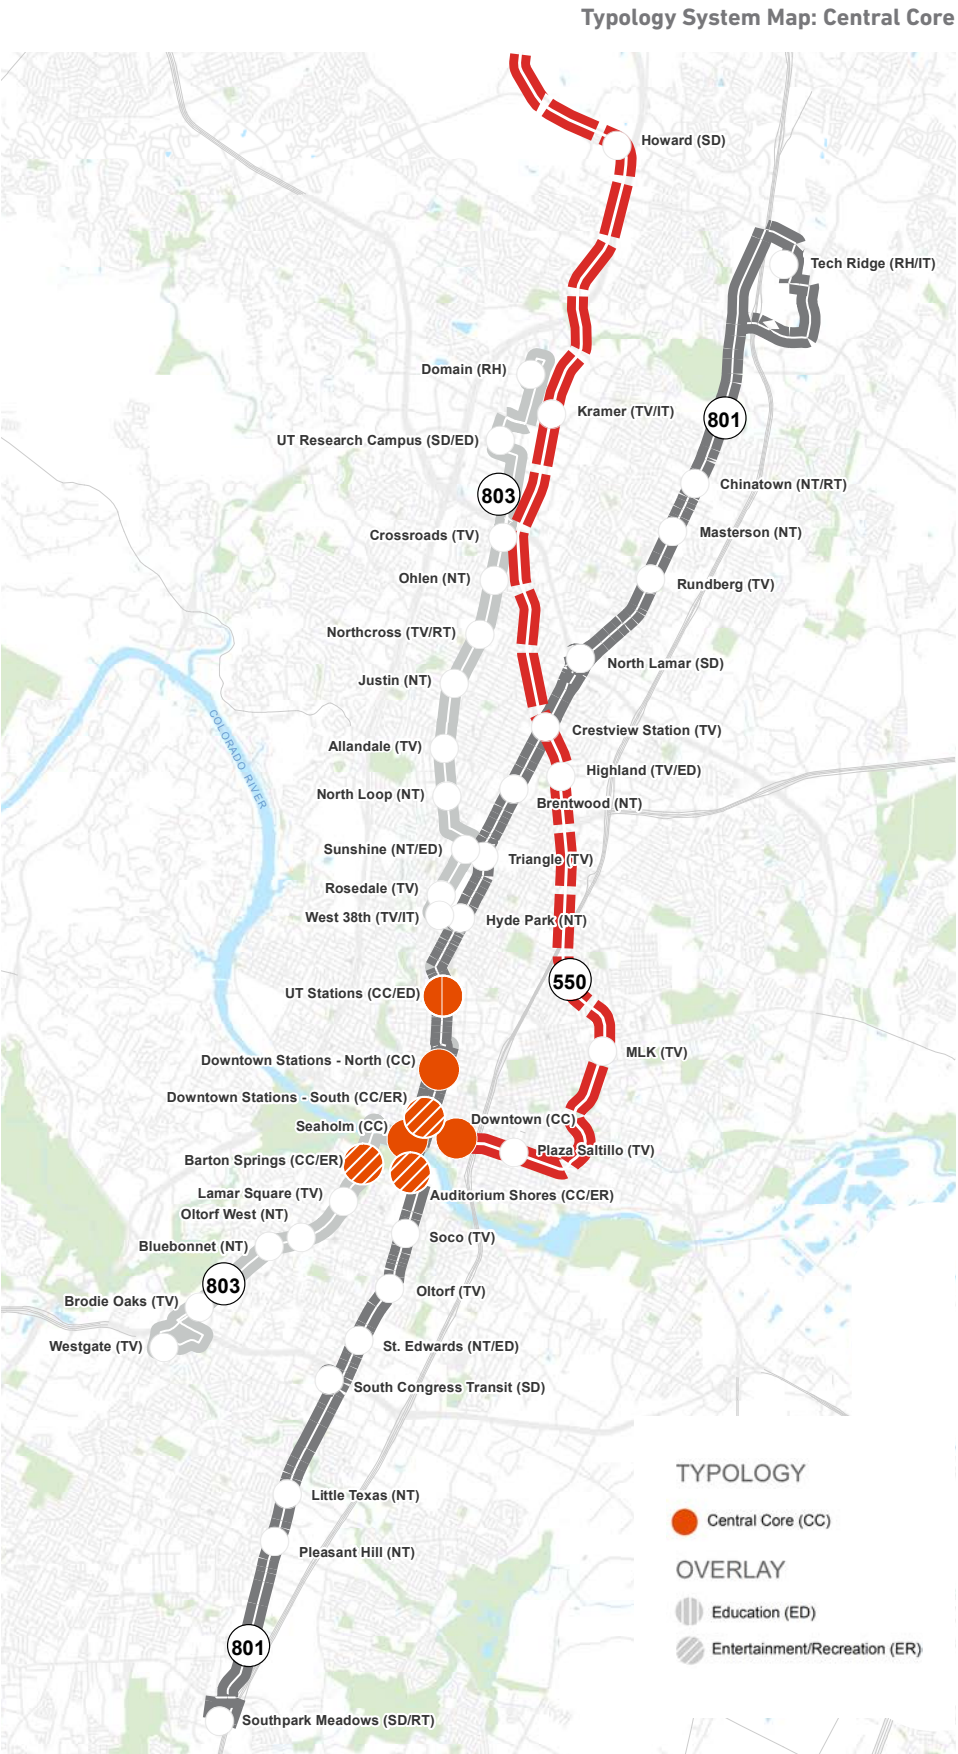 Typology System Map: Central Core
Howard (SD)
Tech Ridge (RH/IT)
Domain (RH)
Kramer (TV/IT)
801
UT Research Campus (SD/ED)
Chinatown (NT/RT)
803
Crossroads (TV)
Masterson (NT)
Ohlen (NT)
Rundberg (TV)
Northcross (TV/RT)
North Lamar (SD)
Justin (NT)
COLORADO RIVER
Crestview Station (TV)
Allandale (TV)
Highland (TV/ED)
North Loop (NT)
Brentwood (NT)
Sunshine (NT/ED)
Triangle (TV)
Rosedale (TV)
West 38th (TV/IT)
Hyde Park (NT)
550
UT Stations (CC/ED)
MLK (TV)
Downtown Stations - North (CC)
Downtown Stations - South (CC/ER)
Downtown (CC)
Seaholm (CC)
Plaza Saltillo (TV)
Barton Springs (CC/ER)
Lamar Square (TV)
Auditorium Shores (CC/ER)
Oltorf West (NT)
Soco (TV)
Bluebonnet (NT)
803
Oltorf (TV)
Brodie Oaks (TV)
Westgate (TV)
St. Edwards (NT/ED)
South Congress Transit (SD)
TYPOLOGY
Little Texas (NT)
Central Core (CC)
Pleasant Hill (NT)
OVERLAY
Education (ED)
801
Entertainment/Recreation (ER)
Southpark Meadows (SD/RT)